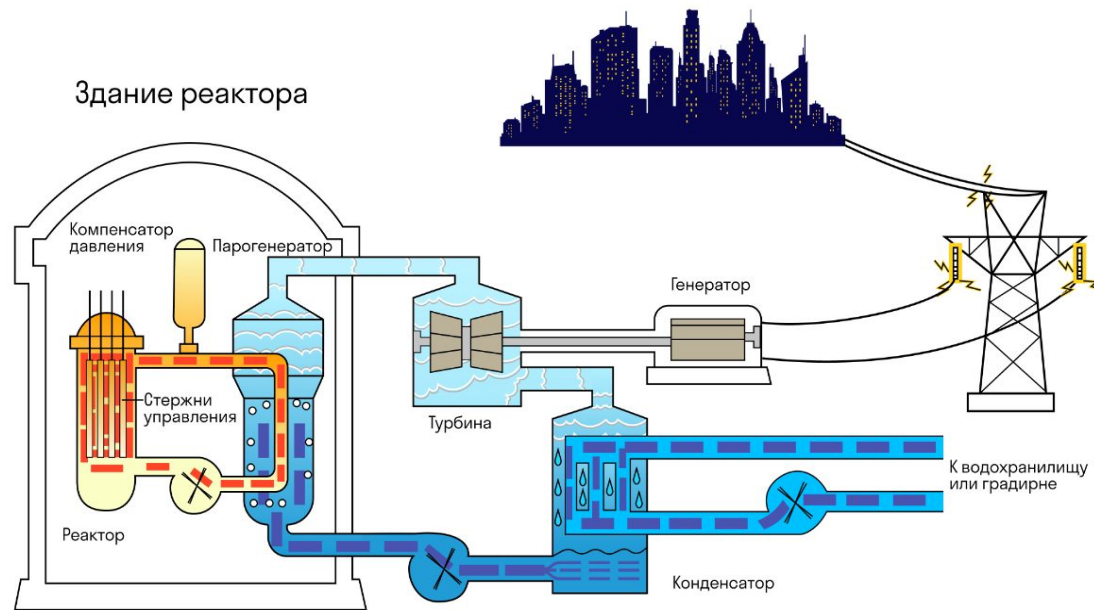 Здание реактора
Компенсатор
давления
Парогенератор
Генератор
Стержни
управления
Турбина
К водохранилищу
или градирне
Реактор
Конденсатор